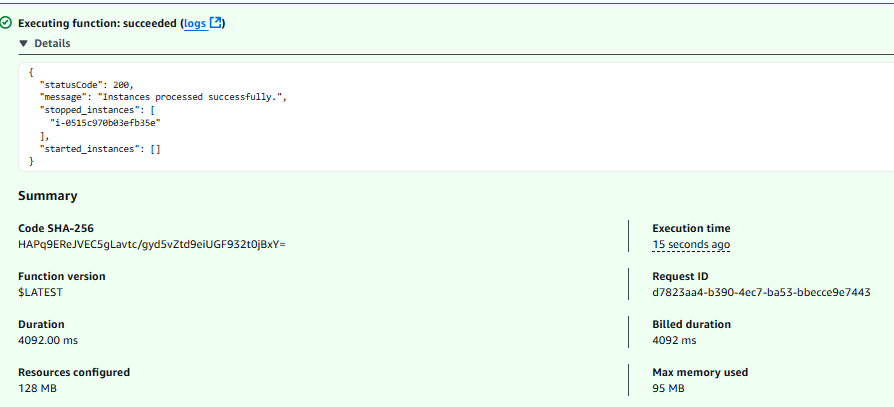 Executing function: succeeded (logs)
Details
{
"statusCode": 200,
"message": "Instances processed successfully.",
"stopped_instances": [
"i-0515c970b03efb35e"
],
"started_instances": []
}
Summary
Code SHA-256
HAPq9EReJVEC5gLavtc/gyd5vZtd9eiUGF932t0jBxY=
Execution time
15 seconds ago
Function version
$LATEST
Request ID
d7823aa4-b390-4ec7-ba53-bbecce9e7443
Duration
4092.00 ms
Billed duration
4092 ms
Resources configured
128 MB
Max memory used
95 MB